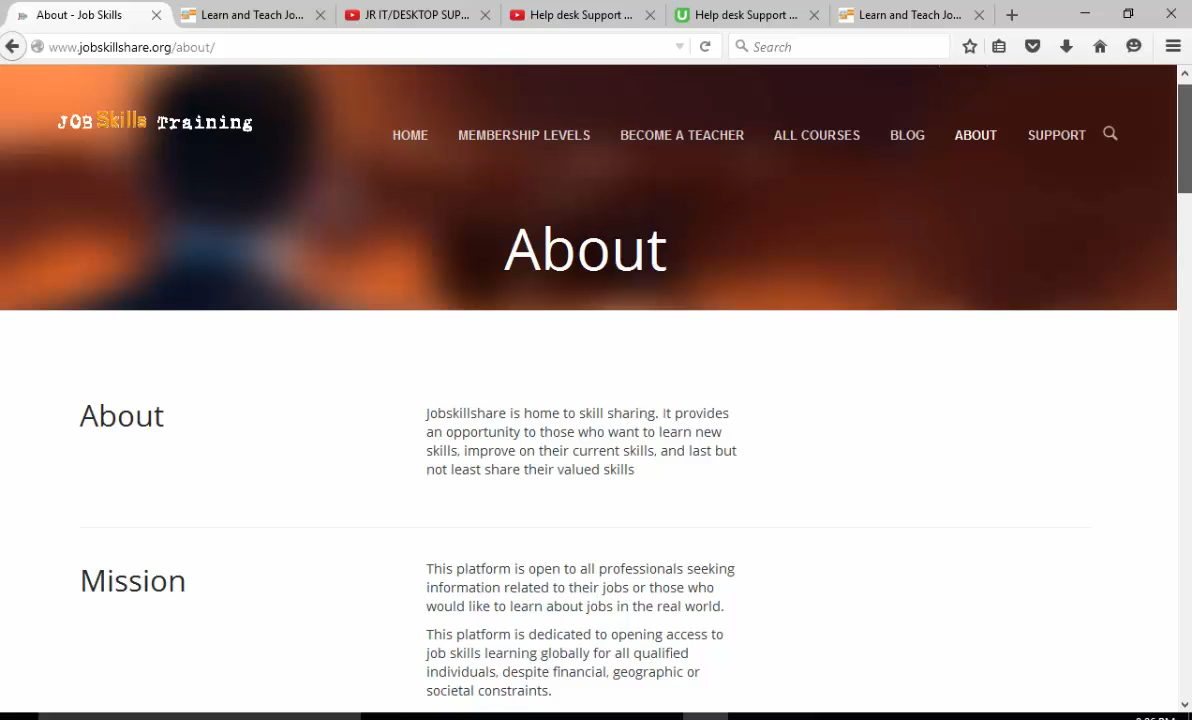 About - Job Skills
Learn and Teach Jo...
JR IT/DESKTOP SUP...
Help desk Support ...
Help desk Support ...
Learn and Teach Jo...
www.jobskillshare.org/about/
Search
JOB Skills Training
HOME
MEMBERSHIP LEVELS
BECOME A TEACHER
ALL COURSES
BLOG
ABOUT
SUPPORT
About
About
Jobskillshare is home to skill sharing. It provides
an opportunity to those who want to learn new
skills, improve on their current skills, and last but
not least share their valued skills
Mission
This platform is open to all professionals seeking
information related to their jobs or those who
would like to learn about jobs in the real world.
This platform is dedicated to opening access to
job skills learning globally for all qualified
individuals, despite financial, geographic or
societal constraints.